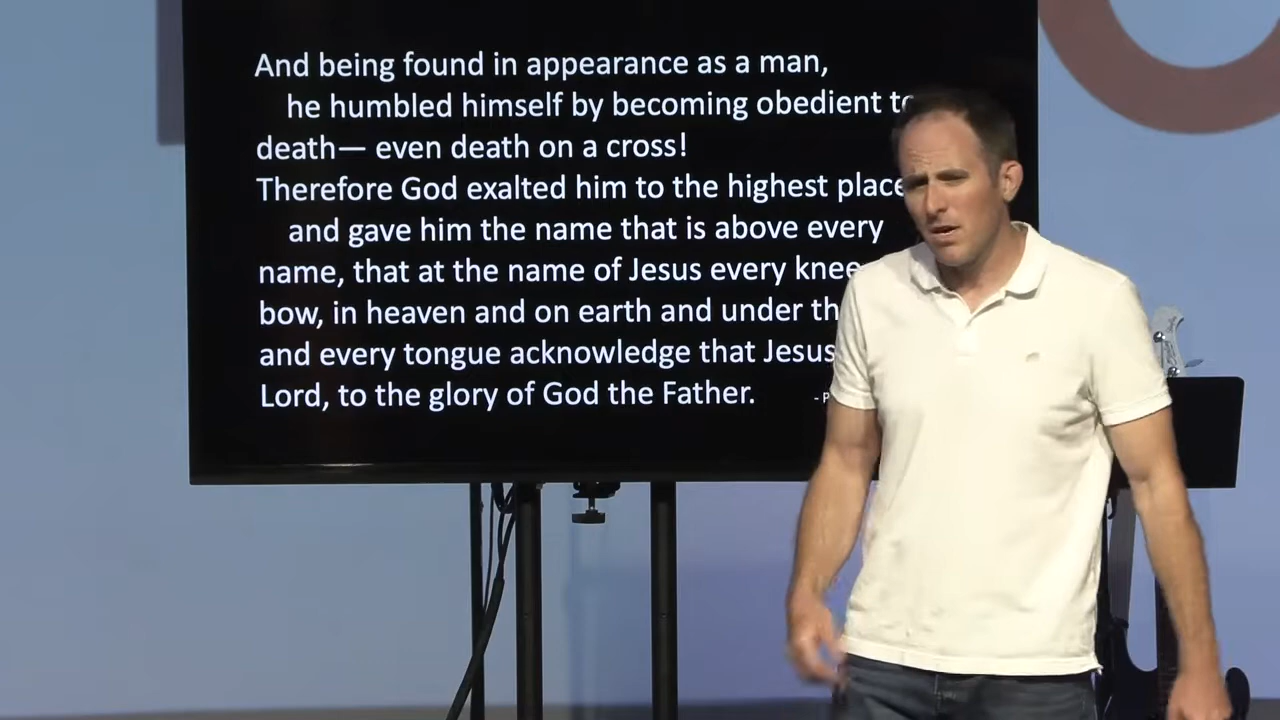 And being found in appearance as a man,
he humbled himself by becoming obedient to
death— even death on a cross!
Therefore God exalted him to the highest place
and gave him the name that is above every
name, that at the name of Jesus every knee
bow, in heaven and on earth and under
and every tongue acknowledge that Jesus
Lord, to the glory of God the Father.